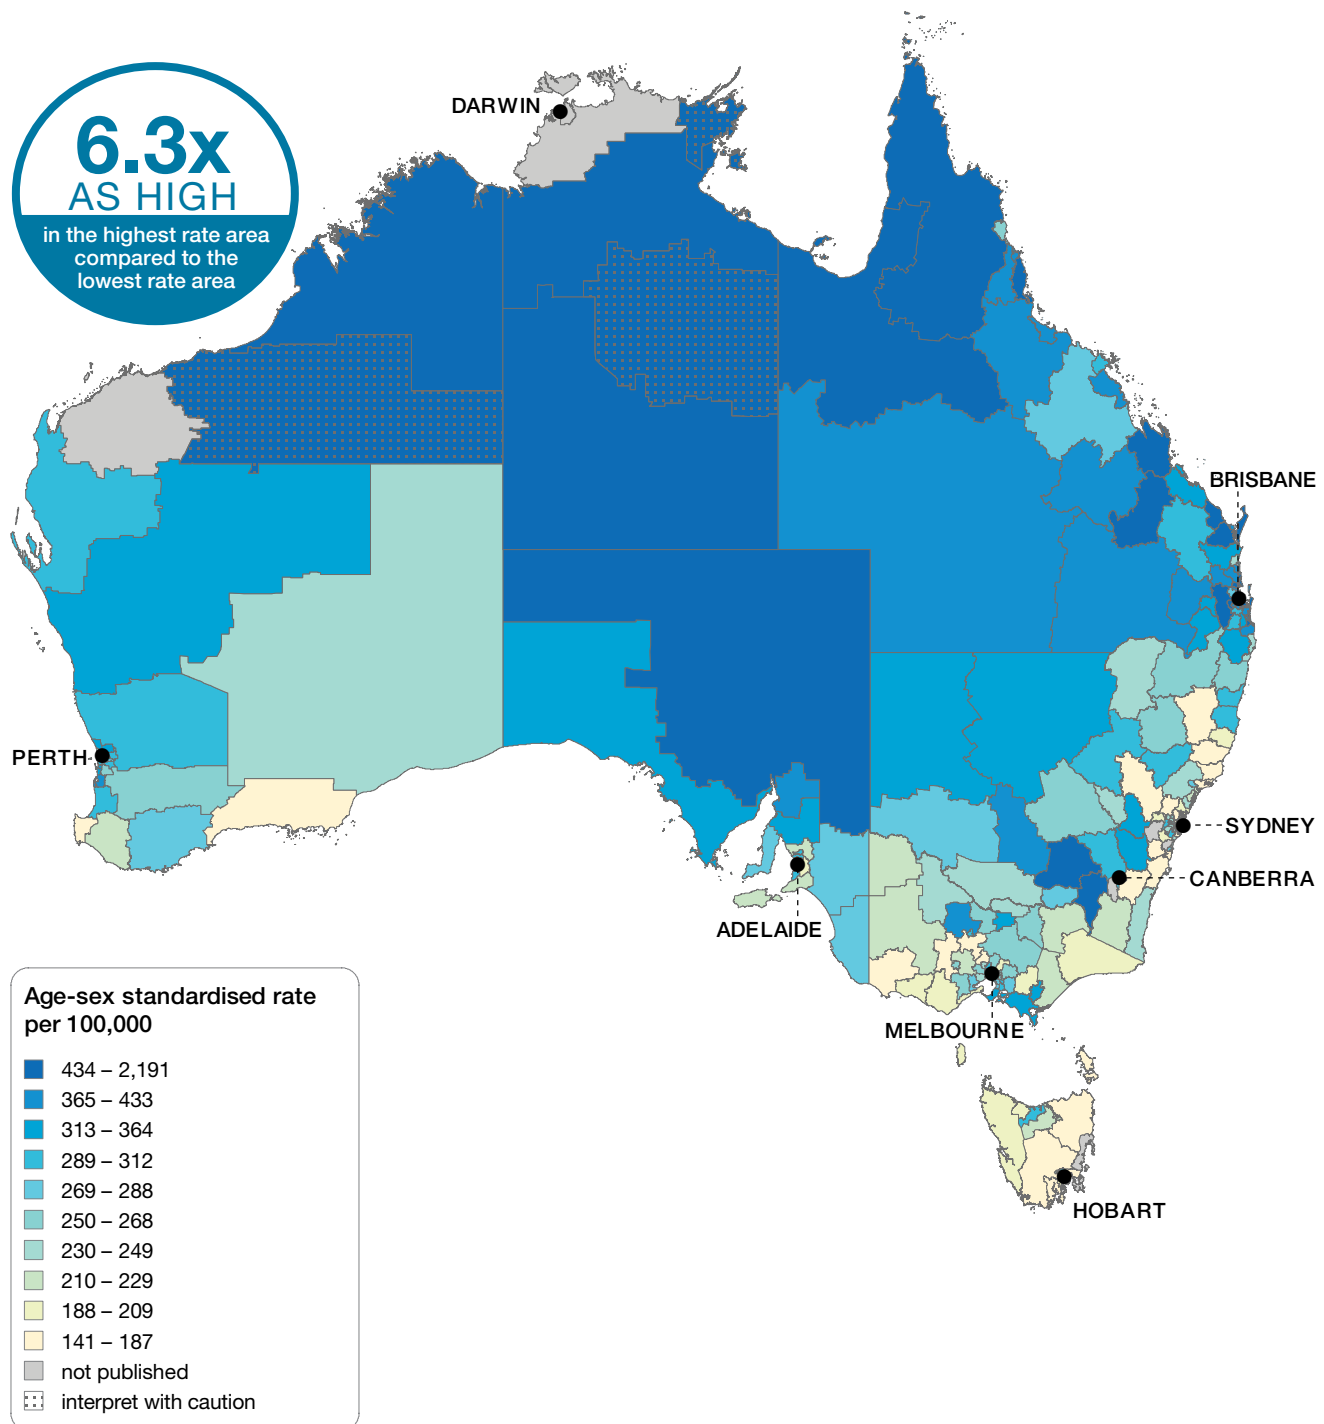 DARWIN
6.3x
AS HIGH
in the highest rate area
compared to the
lowest rate area
BRISBANE
PERTH
SYDNEY
CANBERRA
ADELAIDE
MELBOURNE
HOBART
Age-sex standardised rate
per 100,000
434 – 2,191
365 – 433
313 – 364
289 – 312
269 – 288
250 – 268
230 – 249
210 – 229
188 – 209
141 – 187
not published
interpret with caution